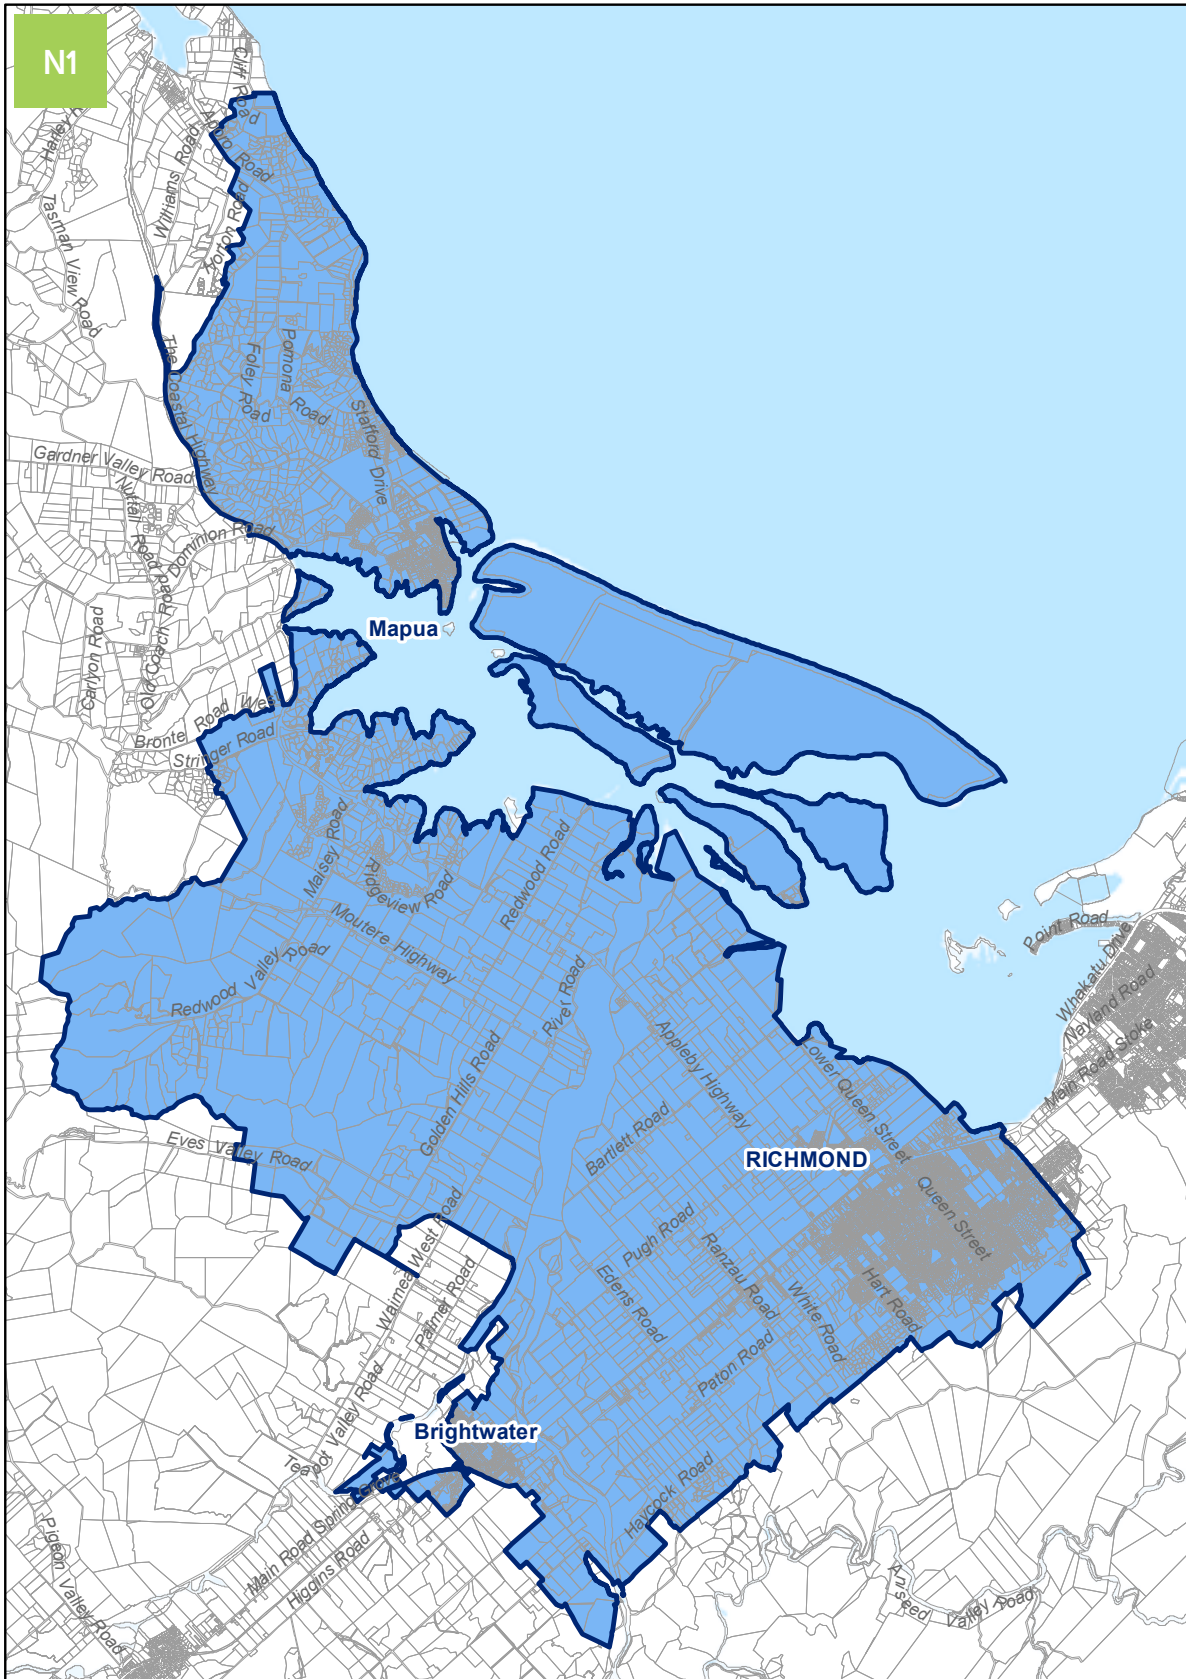 N1
Cliff Road
Aporo Road
Williams Road
Horton Road
Tasman View Road
The Coastal Highway
Foley Road
Pomona Road
Stafford Drive
Gardner Valley Road
Nuttall Road
Dominion Road
Old Coach Road
Carlyon Road
Mapua
Bronte Road West
Stringer Road
Maisey Road
Ridgeview Road
Redwood Road
Moutere Highway
Redwood Valley Road
River Road
Golden Hills Road
Appleby Highway
Lower Queen Street
Point Road
Whakatu Drive
Nayland Road
Main Road Stoke
Bartlett Road
RICHMOND
Eves Valley Road
Queen Street
Waimea West Road
Palmer Road
Pugh Road
Ranzau Road
Edens Road
White Road
Hart Road
Paton Road
Teapot Valley Road
Brightwater
Haycock Road
Main Road Spring Grove
Higgins Road
Pigeon Valley Road
Aniseed Valley Road